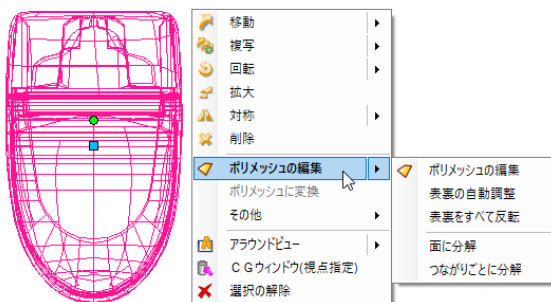 移動
複写
回転
拡大
対称
削除
ポリメッシュの編集
ポリメッシュに変換
その他
アラウンドビュー
ＣＧウィンドウ(視点指定)
選択の解除
ポリメッシュの編集
表裏の自動調整
表裏をすべて反転
面に分解
つながりごとに分解